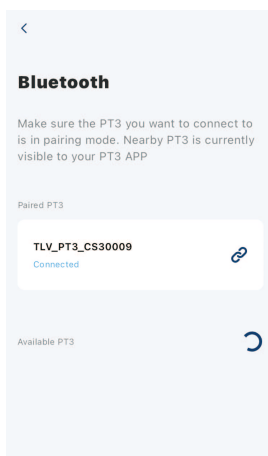 Bluetooth
Make sure the PT3 you want to connect to
is in pairing mode. Nearby PT3 is currently
visible to your PT3 APP
Paired PT3
TLV_PT3_CS30009
Connected
Available PT3